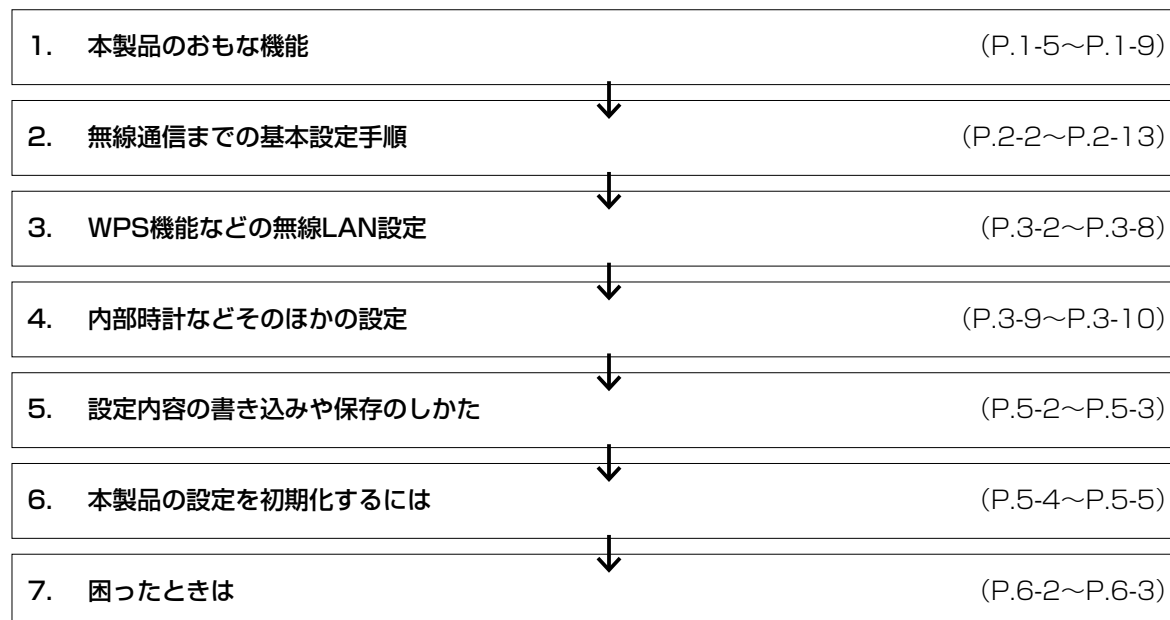 1. 本製品のおもな機能 （P.1-5～P.1-9）
2. 無線通信までの基本設定手順 （P.2-2～P.2-13）
3. WPS機能などの無線LAN設定 （P.3-2～P.3-8）
4. 内部時計などそのほかの設定 （P.3-9～P.3-10）
5. 設定内容の書き込みや保存のしかた （P.5-2～P.5-3）
6. 本製品の設定を初期化するには （P.5-4～P.5-5）
7. 困ったときは （P.6-2～P.6-3）